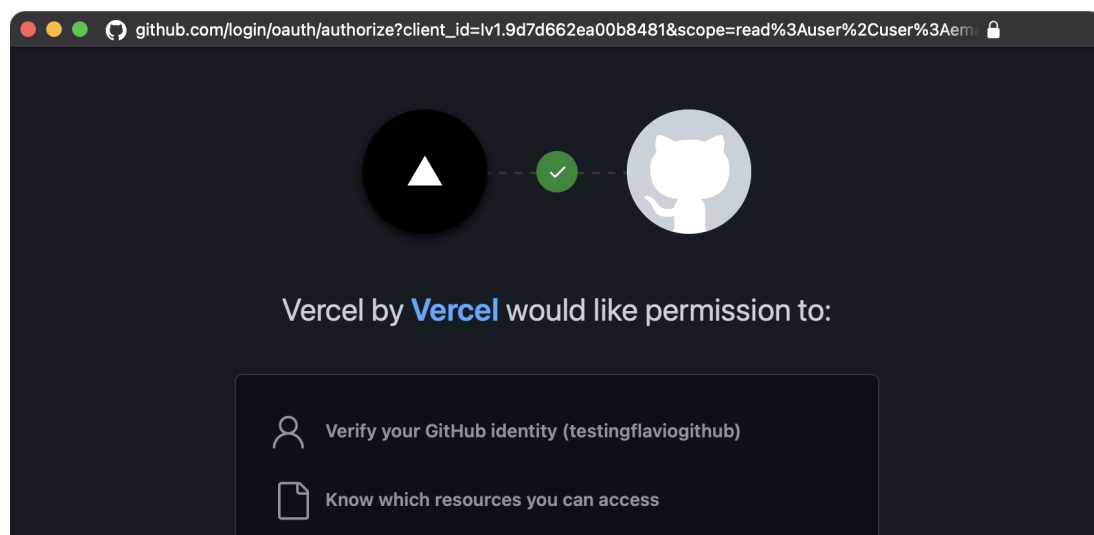 github.com/login/oauth/authorize?client_id=Iv1.9d7d662ea00b8481&scope=read%3Auser%2Cuser%3Aem
Vercel by Vercel would like permission to:
Verify your GitHub identity (testingflaviogithub)
Know which resources you can access